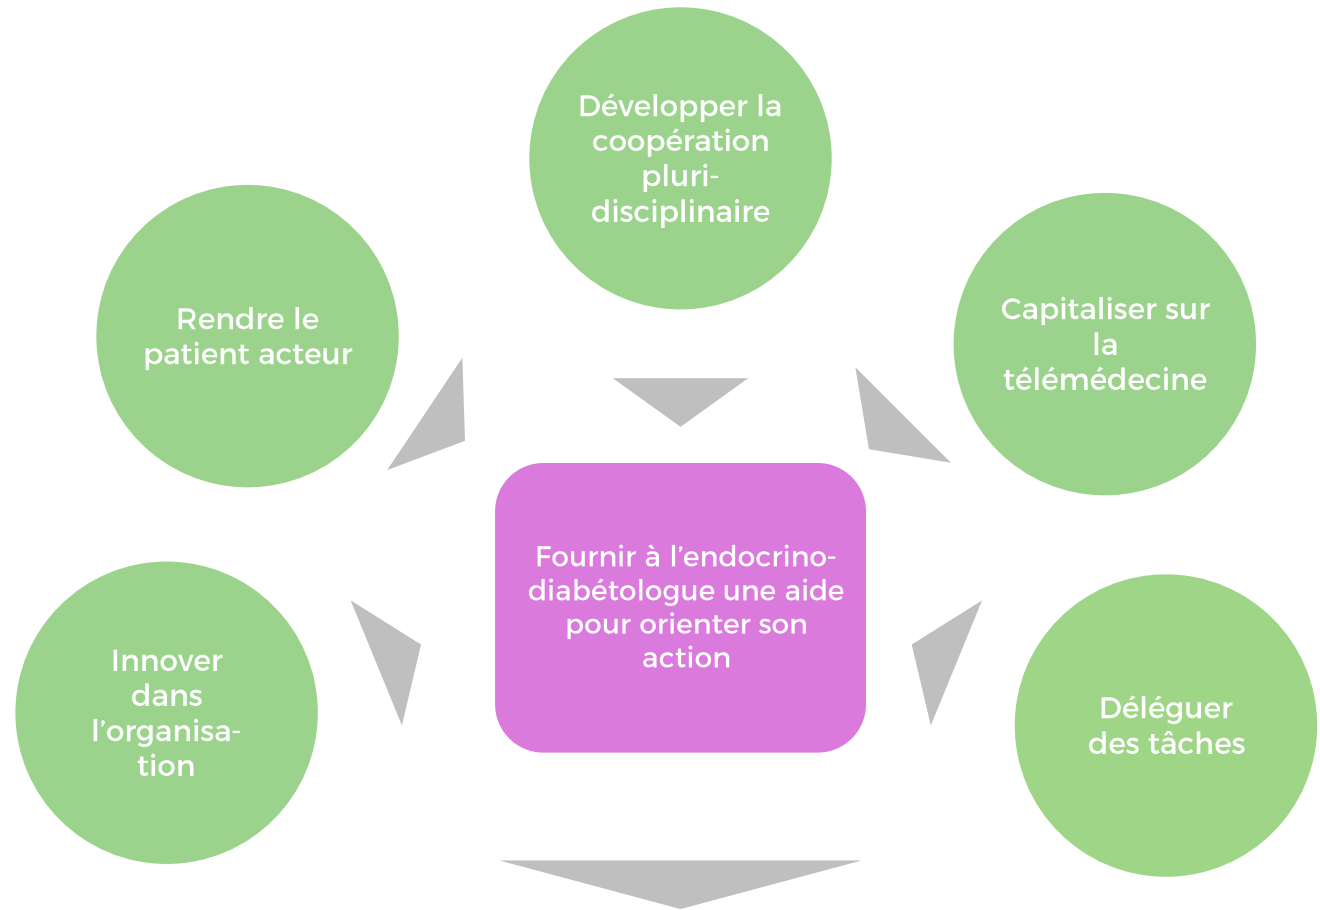 Développer la
coopération
pluri-
disciplinaire
Rendre le
patient acteur
Capitaliser sur
la
télémédecine
Fournir à l’endocrino-
diabétologue une aide
pour orienter son
action
Innover
dans
l’organisa-
tion
Déléguer
des tâches